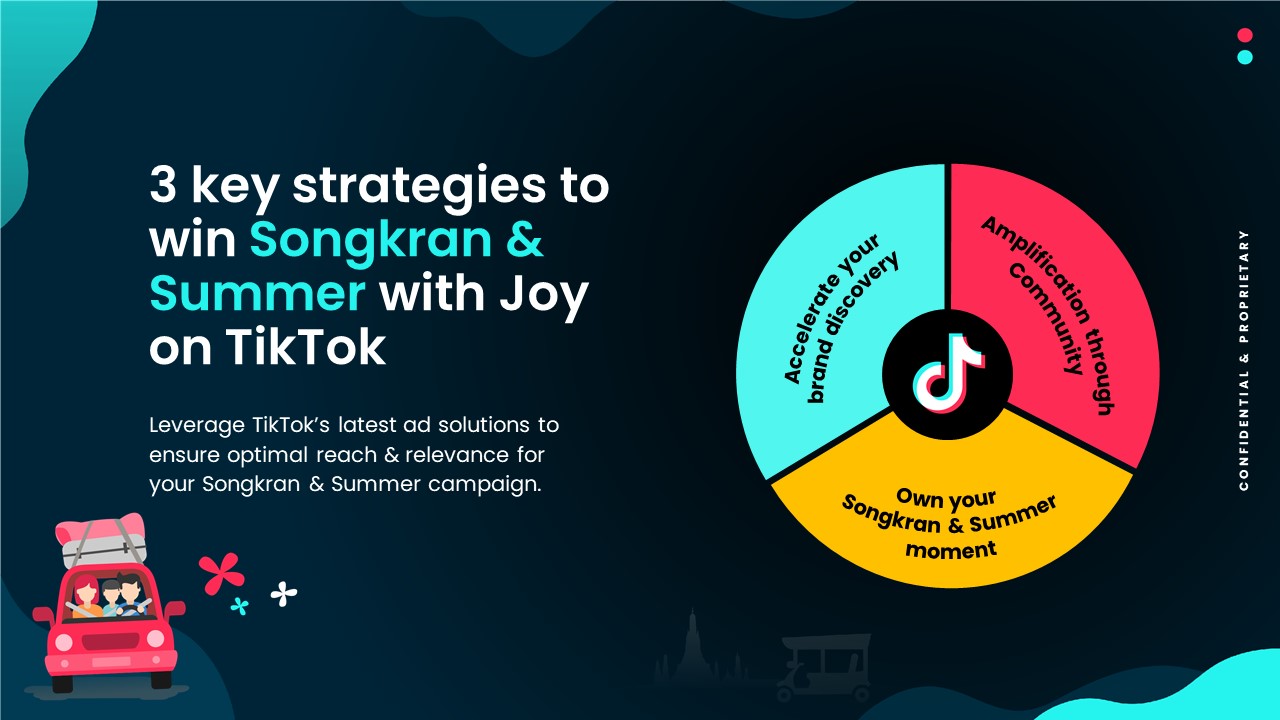 3 key strategies to
win Songkran &
Summer with Joy
on TikTok
Leverage TikTok’s latest ad solutions to
ensure optimal reach & relevance for
your Songkran & Summer campaign.
Accelerate your
brand discovery
Amplification through
Community
Own your
Songkran & Summer
moment
CONFIDENTIAL & PROPRIETARY